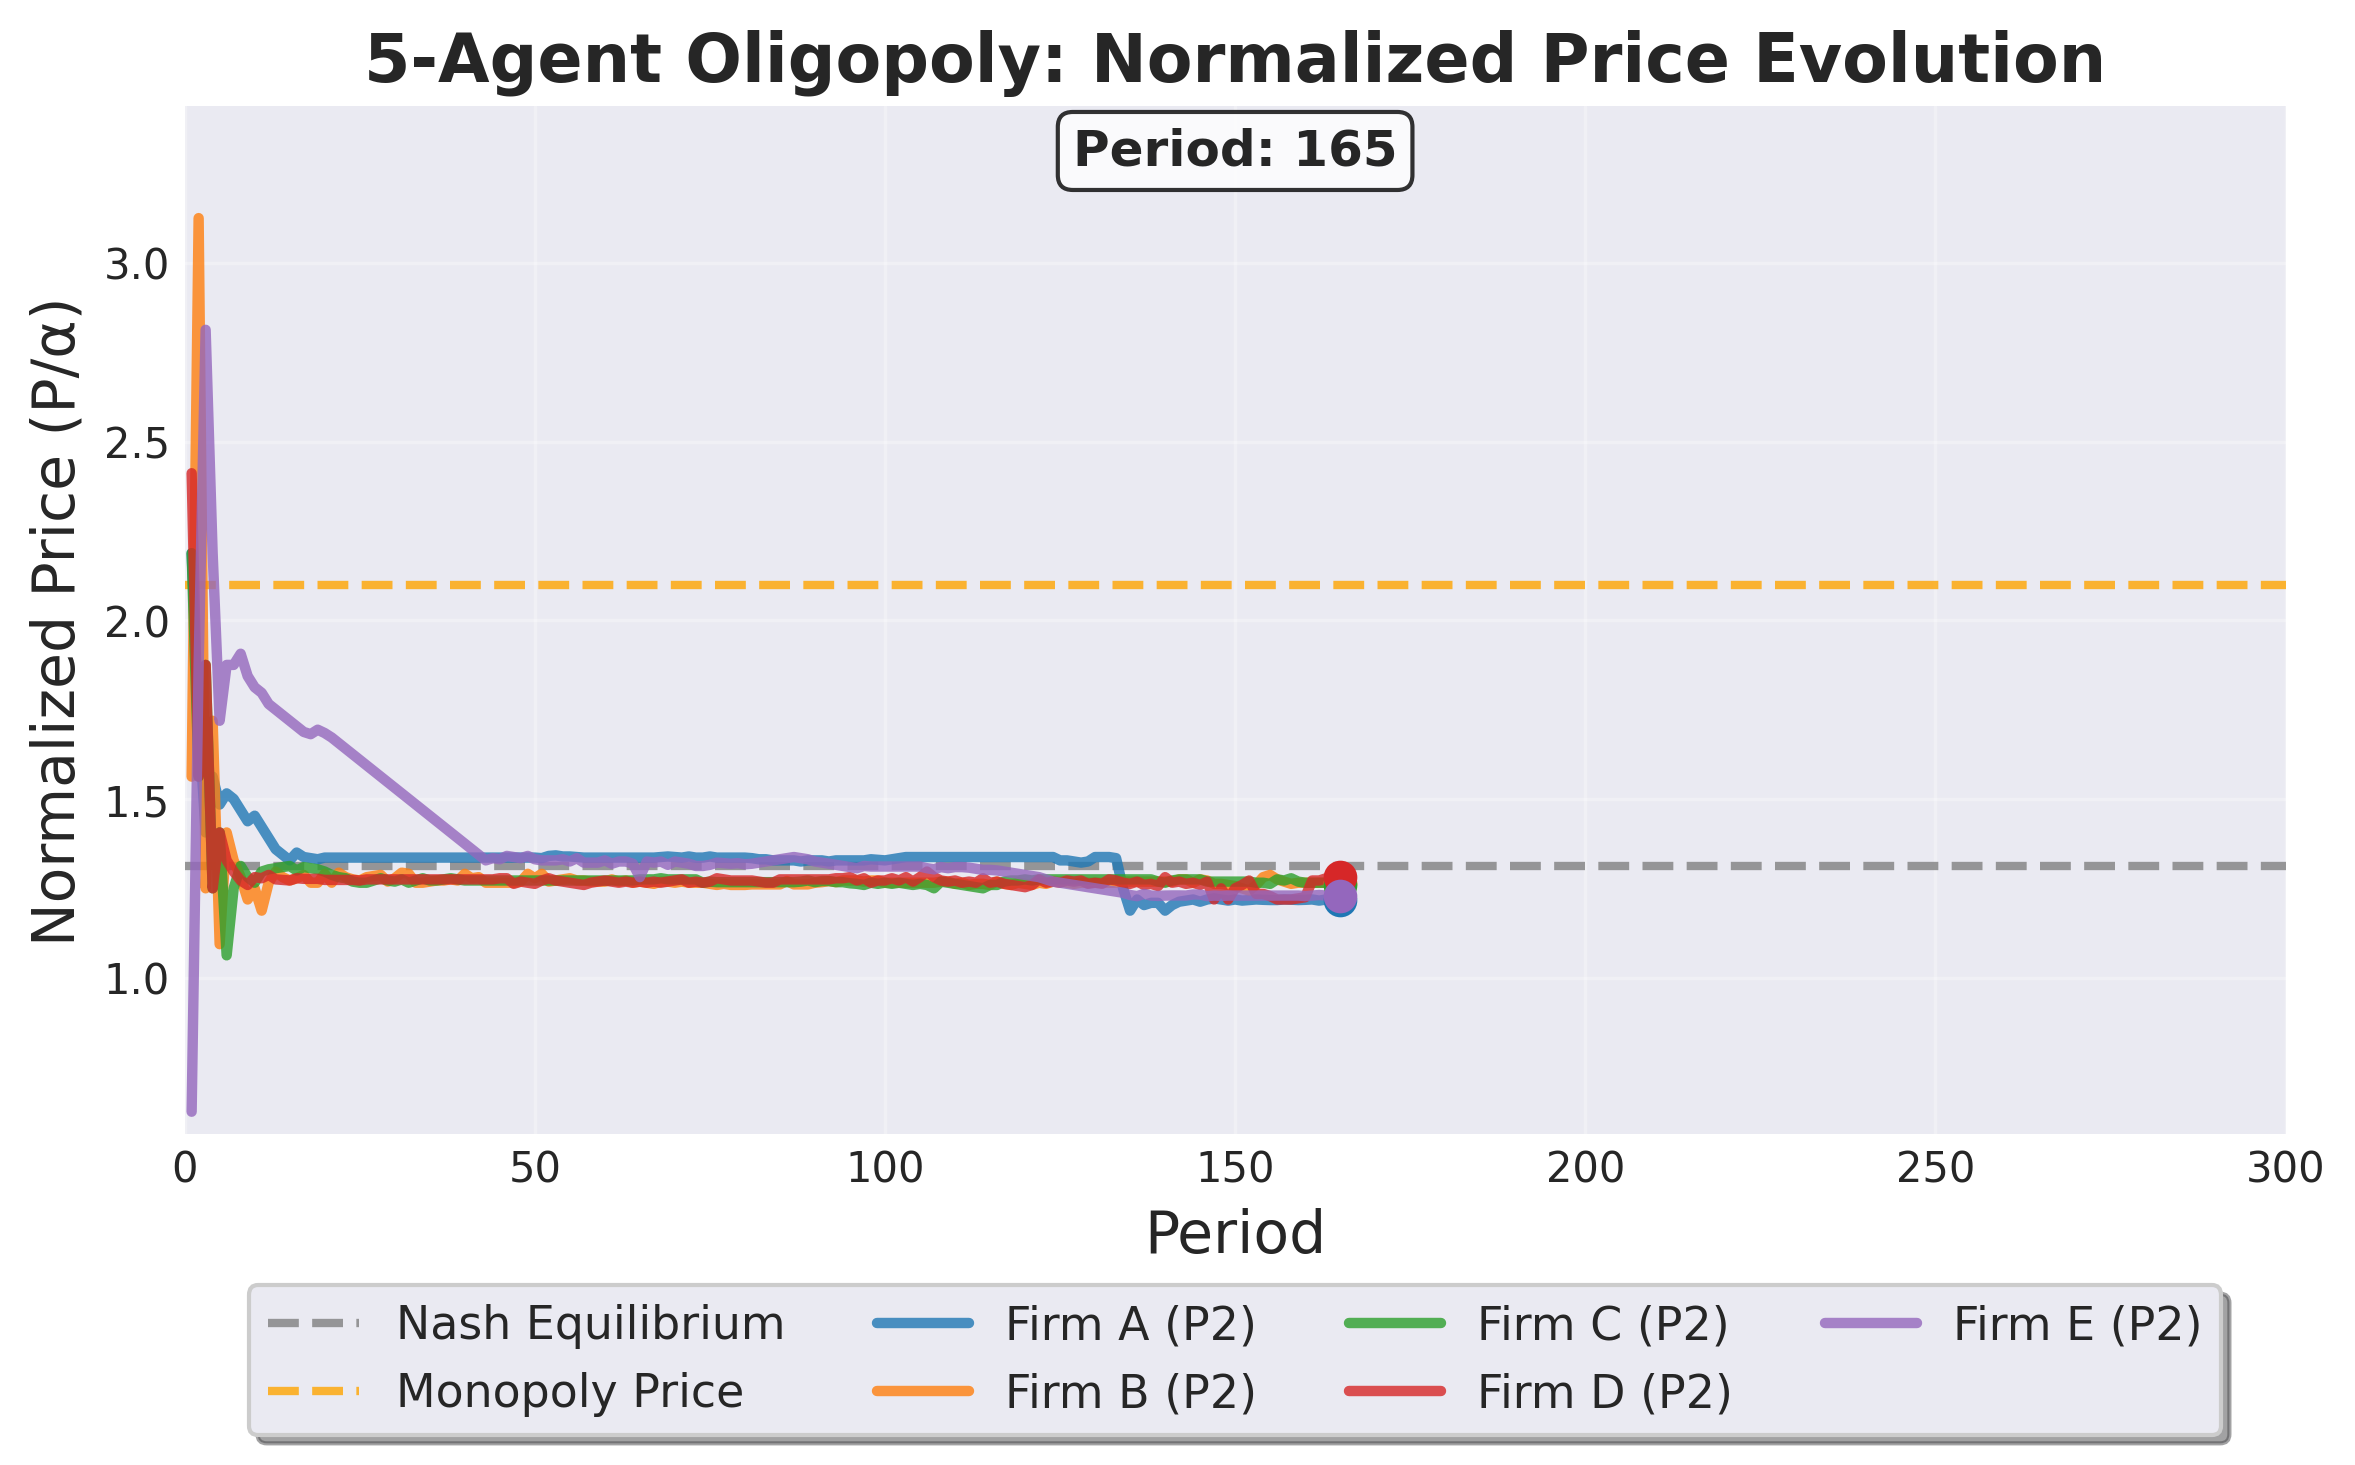 5-Agent Oligopoly: Normalized Price Evolution
Period: 165
Normalized Price (P/α)
3.0
2.5
2.0
1.5
1.0
0 50 100 150 200 250 300
Period
Nash Equilibrium Firm A (P2) Firm C (P2) Firm E (P2)
Monopoly Price Firm B (P2) Firm D (P2)